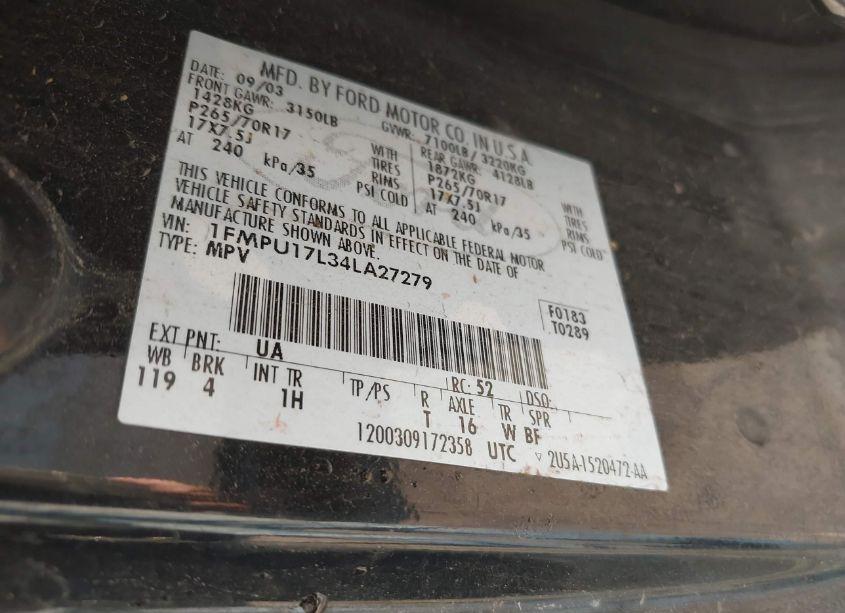 MFD. BY FORD MOTOR CO. IN U.S.A.
DATE: 09/03 GVWR: 7100LB / 3220KG
FRONT GAWR: 3150LB REAR GAWR: 4128LB
1428KG WITH 1872KG WITH
P265/70R17 TIRES P265/70R17 TIRES
17X7.5J RIMS 17X7.5J RIMS
AT 240 kPa/35 PSI COLD AT 240 kPa/35 PSI COLD
THIS VEHICLE CONFORMS TO ALL APPLICABLE FEDERAL MOTOR
VEHICLE SAFETY STANDARDS IN EFFECT ON THE DATE OF
MANUFACTURE SHOWN ABOVE.
VIN: 1FMPU17L34LA27279
TYPE: MPV
F0183
T0289
EXT PNT: UA RC: 52 DSO:
WB BRK INT TR TP/PS R AXLE TR SPR
119 4 1H T 16 W BF
1200309172358 UTC ▽ 2U5A-1520472-AA